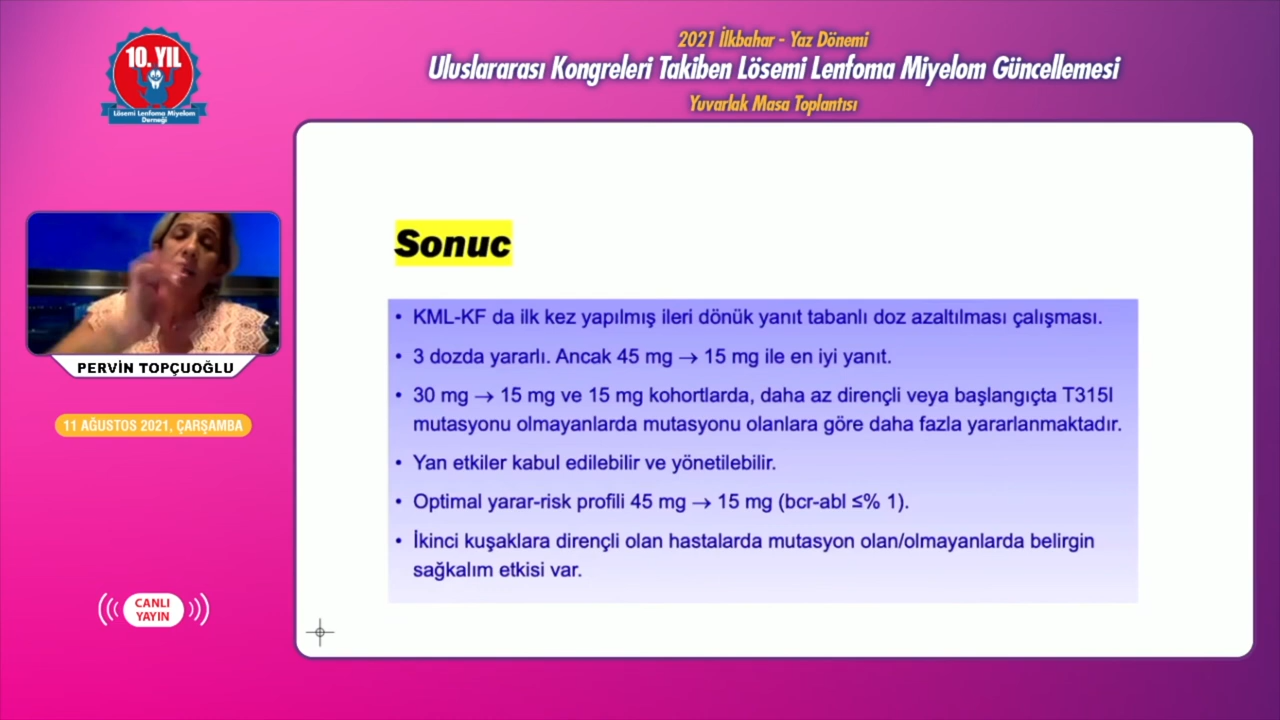 10. YIL
Lösemi Lenfoma Miyelom
Derneği
2021 İlkbahar - Yaz Dönemi
Uluslararası Kongreleri Takiben Lösemi Lenfoma Miyelom Güncellemesi
Yuvarlak Masa Toplantısı
PERVİN TOPÇUOĞLU
11 AĞUSTOS 2021, ÇARŞAMBA
CANLI
YAYIN
Sonuc
• KML-KF da ilk kez yapılmış ileri dönük yanıt tabanlı doz azaltılması çalışması.
• 3 dozda yararlı. Ancak 45 mg → 15 mg ile en iyi yanıt.
• 30 mg → 15 mg ve 15 mg kohortlarda, daha az dirençli veya başlangıçta T315I
mutasyonu olmayanlarda mutasyonu olanlara göre daha fazla yararlanmaktadır.
• Yan etkiler kabul edilebilir ve yönetilebilir.
• Optimal yarar-risk profili 45 mg → 15 mg (bcr-abl ≤% 1).
• İkinci kuşaklara dirençli olan hastalarda mutasyon olan/olmayanlarda belirgin
sağkalım etkisi var.